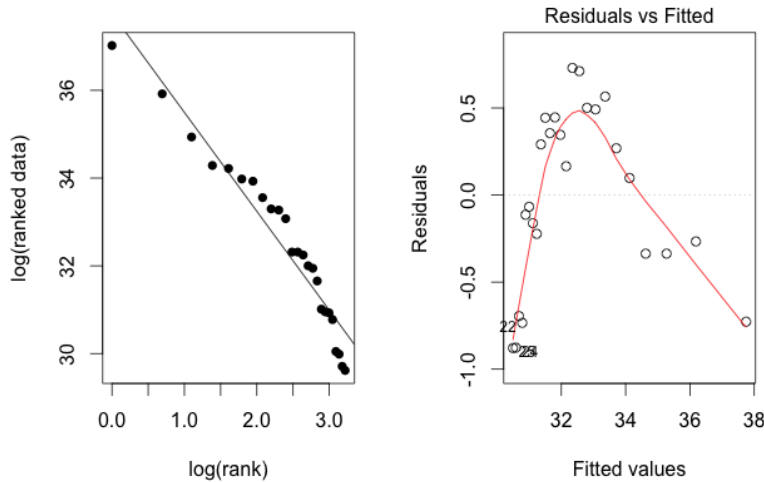 log(ranked data)
36
34
32
30
0.0 1.0 2.0 3.0
log(rank)
Residuals vs Fitted
Residuals
0.5
0.0
-0.5
-1.0
22
32 34 36 38
Fitted values